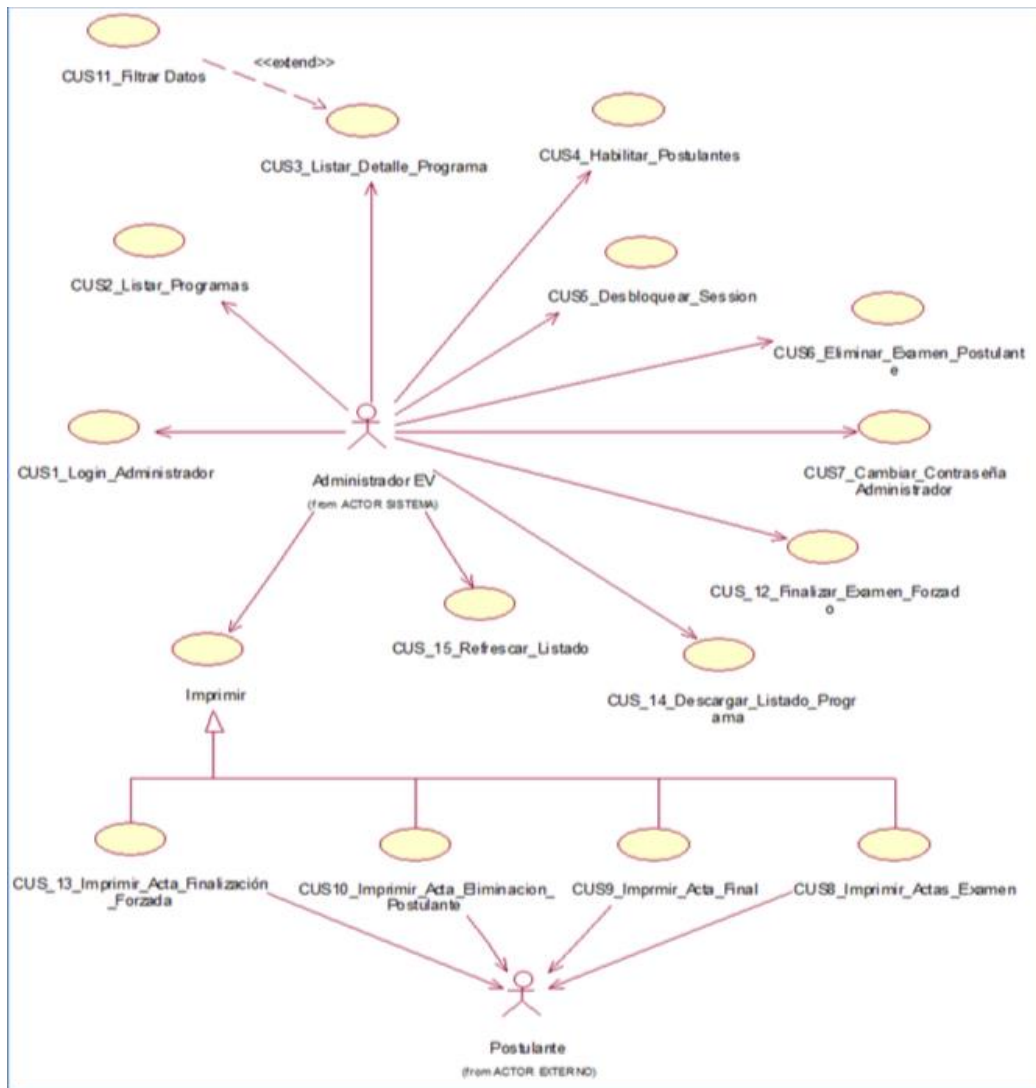 CUS11_Filtrar Datos
<<extend>>
CUS3_Listar_Detalle_Programa
CUS4_Habilitar_Postulantes
CUS2_Listar_Programas
CUS5_Desbloquear_Session
CUS6_Eliminar_Examen_Postulant
e
CUS1_Login_Administrador
Administrador EV
(from ACTOR SISTEMA)
CUS7_Cambiar_Contraseña
Administrador
CUS_12_Finalizar_Examen_Forzad
o
CUS_15_Refrescar_Listado
Imprimir
CUS_14_Descargar_Listado_Progr
ama
CUS_13_Imprimir_Acta_Finalización
_Forzada
CUS10_Imprimir_Acta_Eliminacion_
Postulante
CUS9_Imprmir_Acta_Final
CUS8_Imprimir_Actas_Examen
Postulante
(from ACTOR EXTERNO)